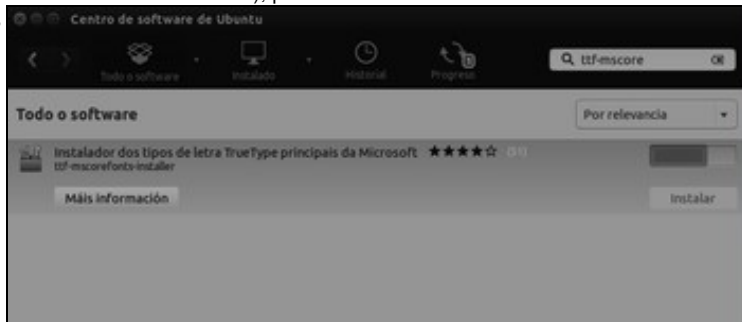 Centro de software de Ubuntu
Todo o software
Instalado
Historial
Progreso
ttf-mscore
Todo o software
Por relevancia
Instalador dos tipos de letra TrueType principais da Microsoft
ttf-mscorefonts-installer
Máis información
Instalar